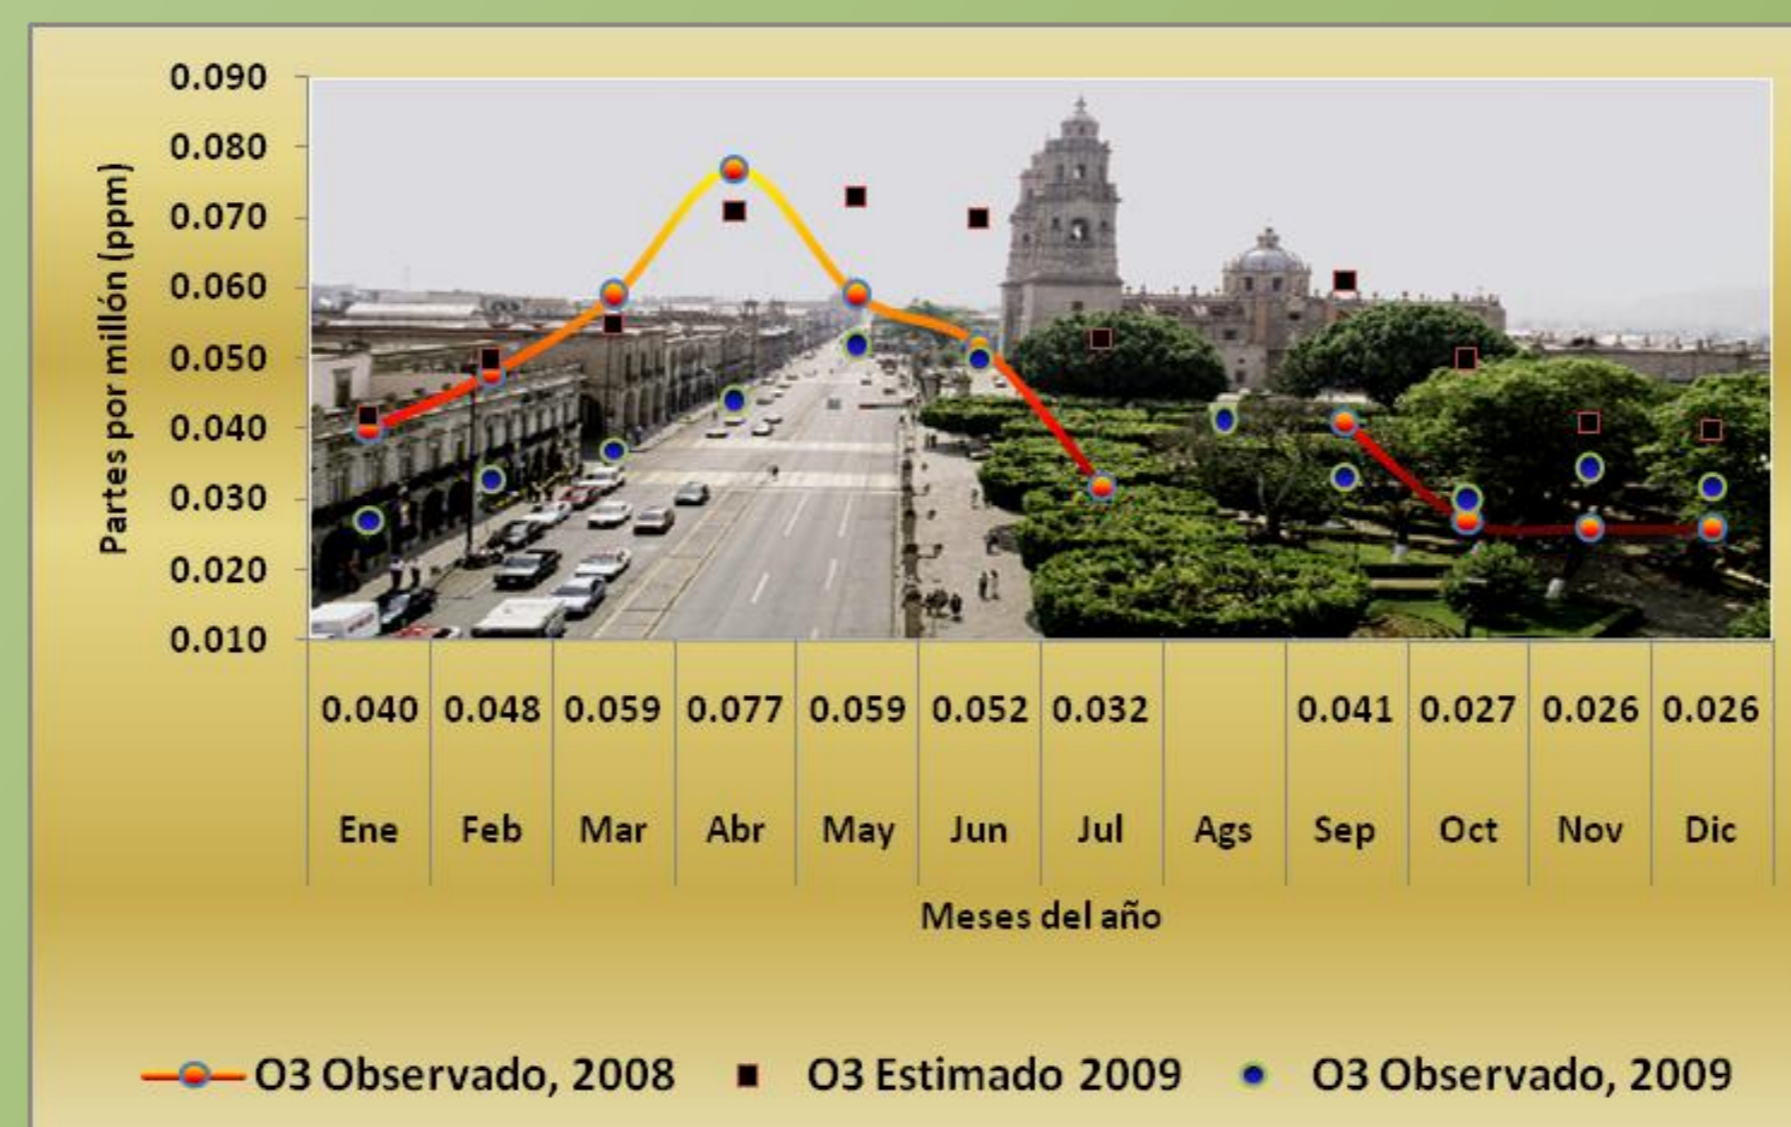 0.090
0.080
0.070
0.060
0.050
0.040
0.030
0.020
0.010
Partes por millón (ppm)
0.040 0.048 0.059 0.077 0.059 0.052 0.032 0.041 0.027 0.026 0.026
Ene Feb Mar Abr May Jun Jul Ags Sep Oct Nov Dic
Meses del año
O3 Observado, 2008 O3 Estimado 2009 O3 Observado, 2009